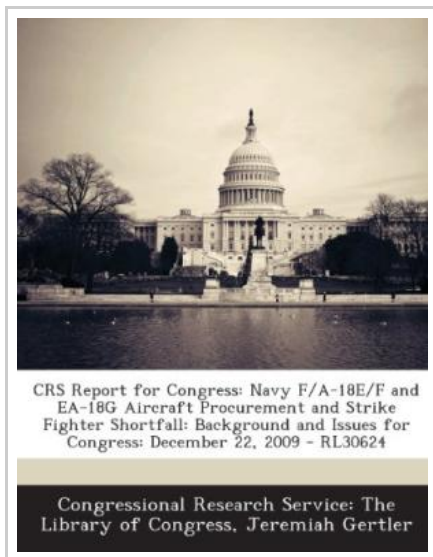 CRS Report for Congress: Navy F/A-18E/F and
EA-18G Aircraft Procurement and Strike
Fighter Shortfall: Background and Issues for
Congress: December 22, 2009 - RL30624
Congressional Research Service: The
Library of Congress, Jeremiah Gertler